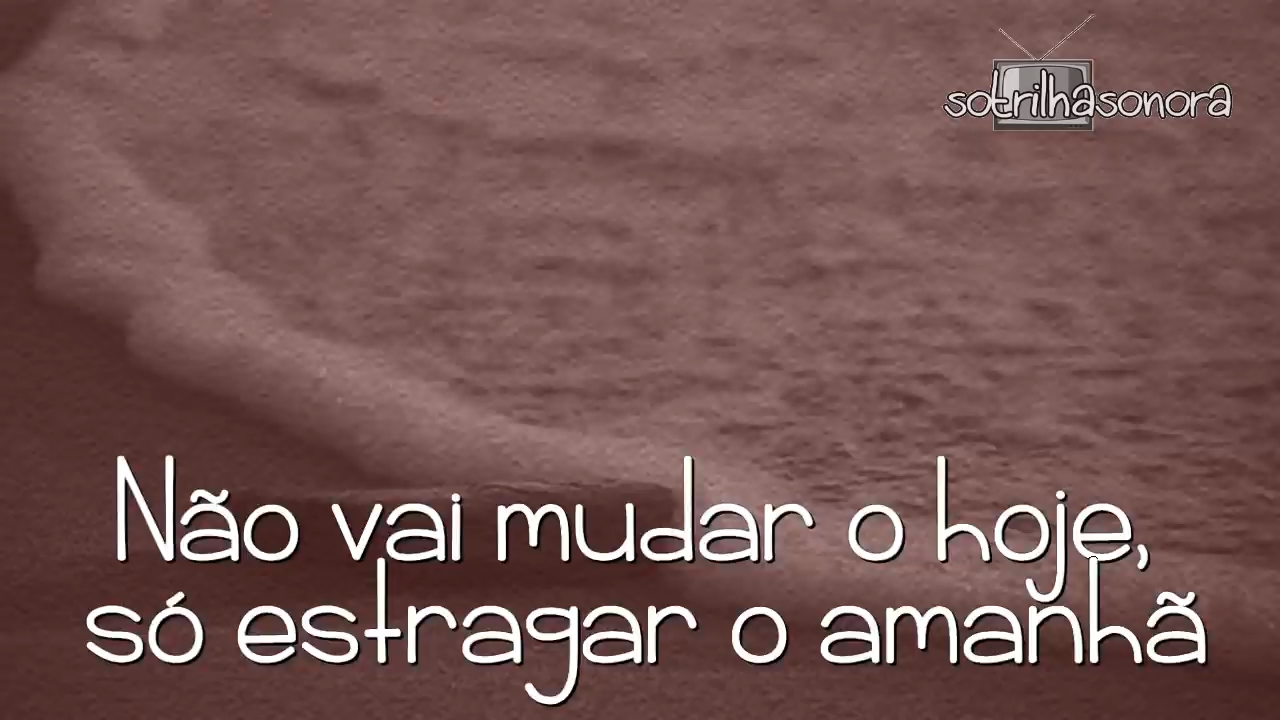 sotrilhasonora
Não vai mudar o hoje,
só estragar o amanhã